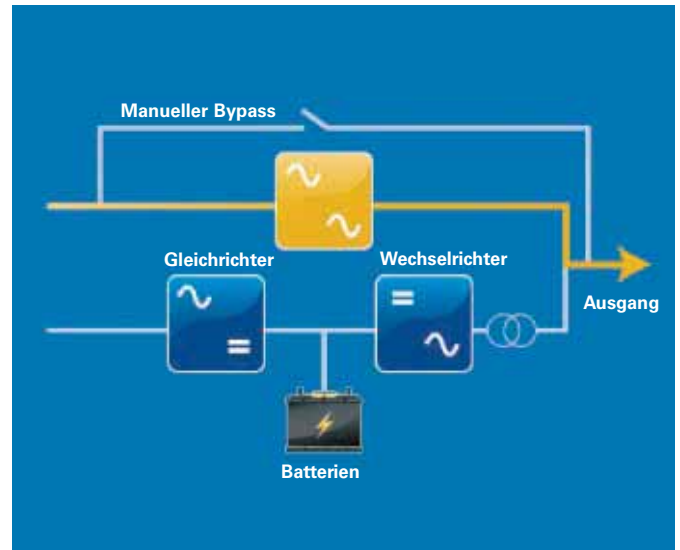 Manueller Bypass
Gleichrichter
Wechselrichter
Ausgang
Batterien